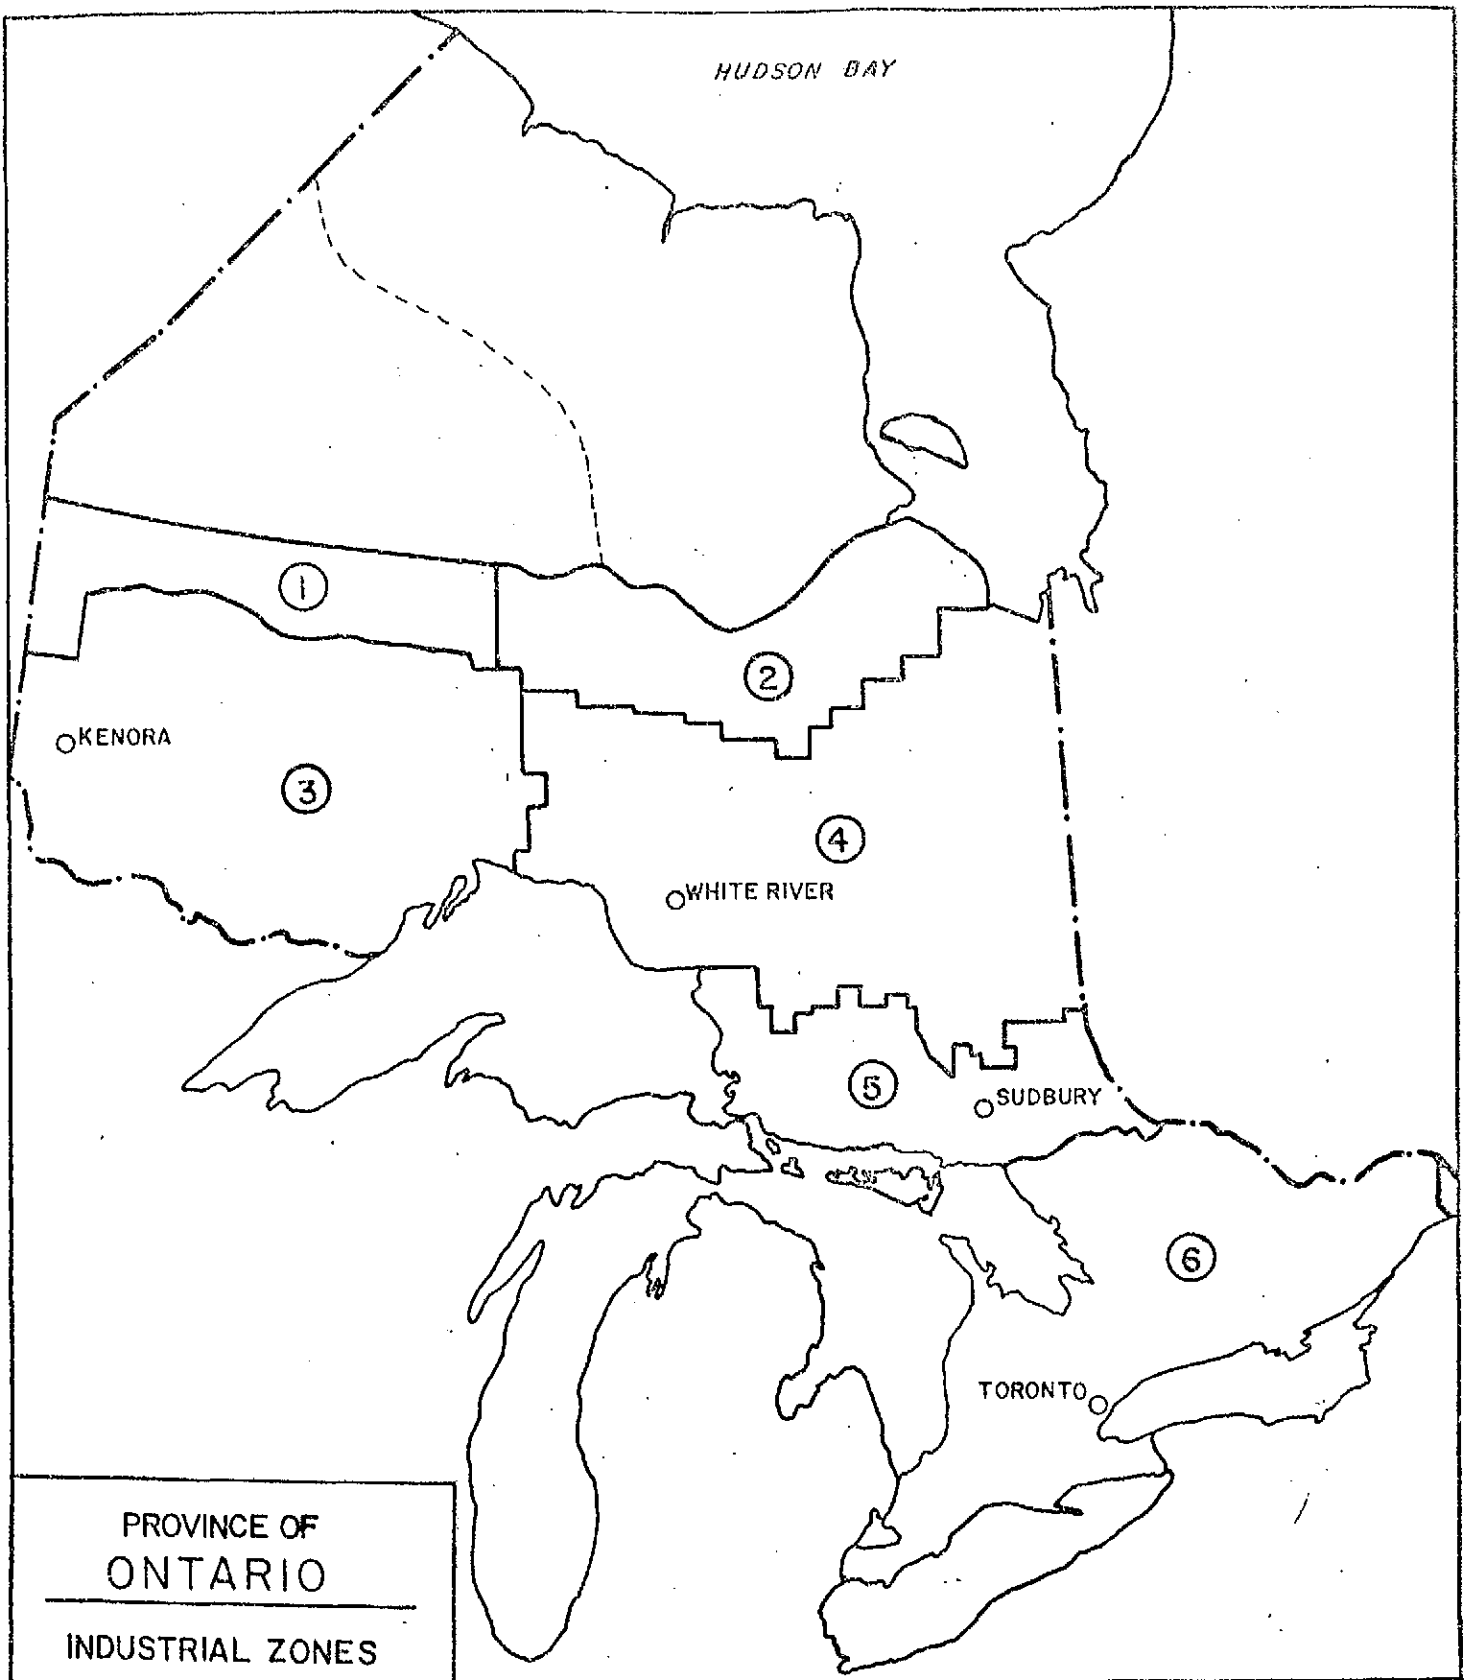 HUDSON BAY
1
2
KENORA
3
4
WHITE RIVER
5
SUDBURY
6
TORONTO
PROVINCE OF
ONTARIO
INDUSTRIAL ZONES